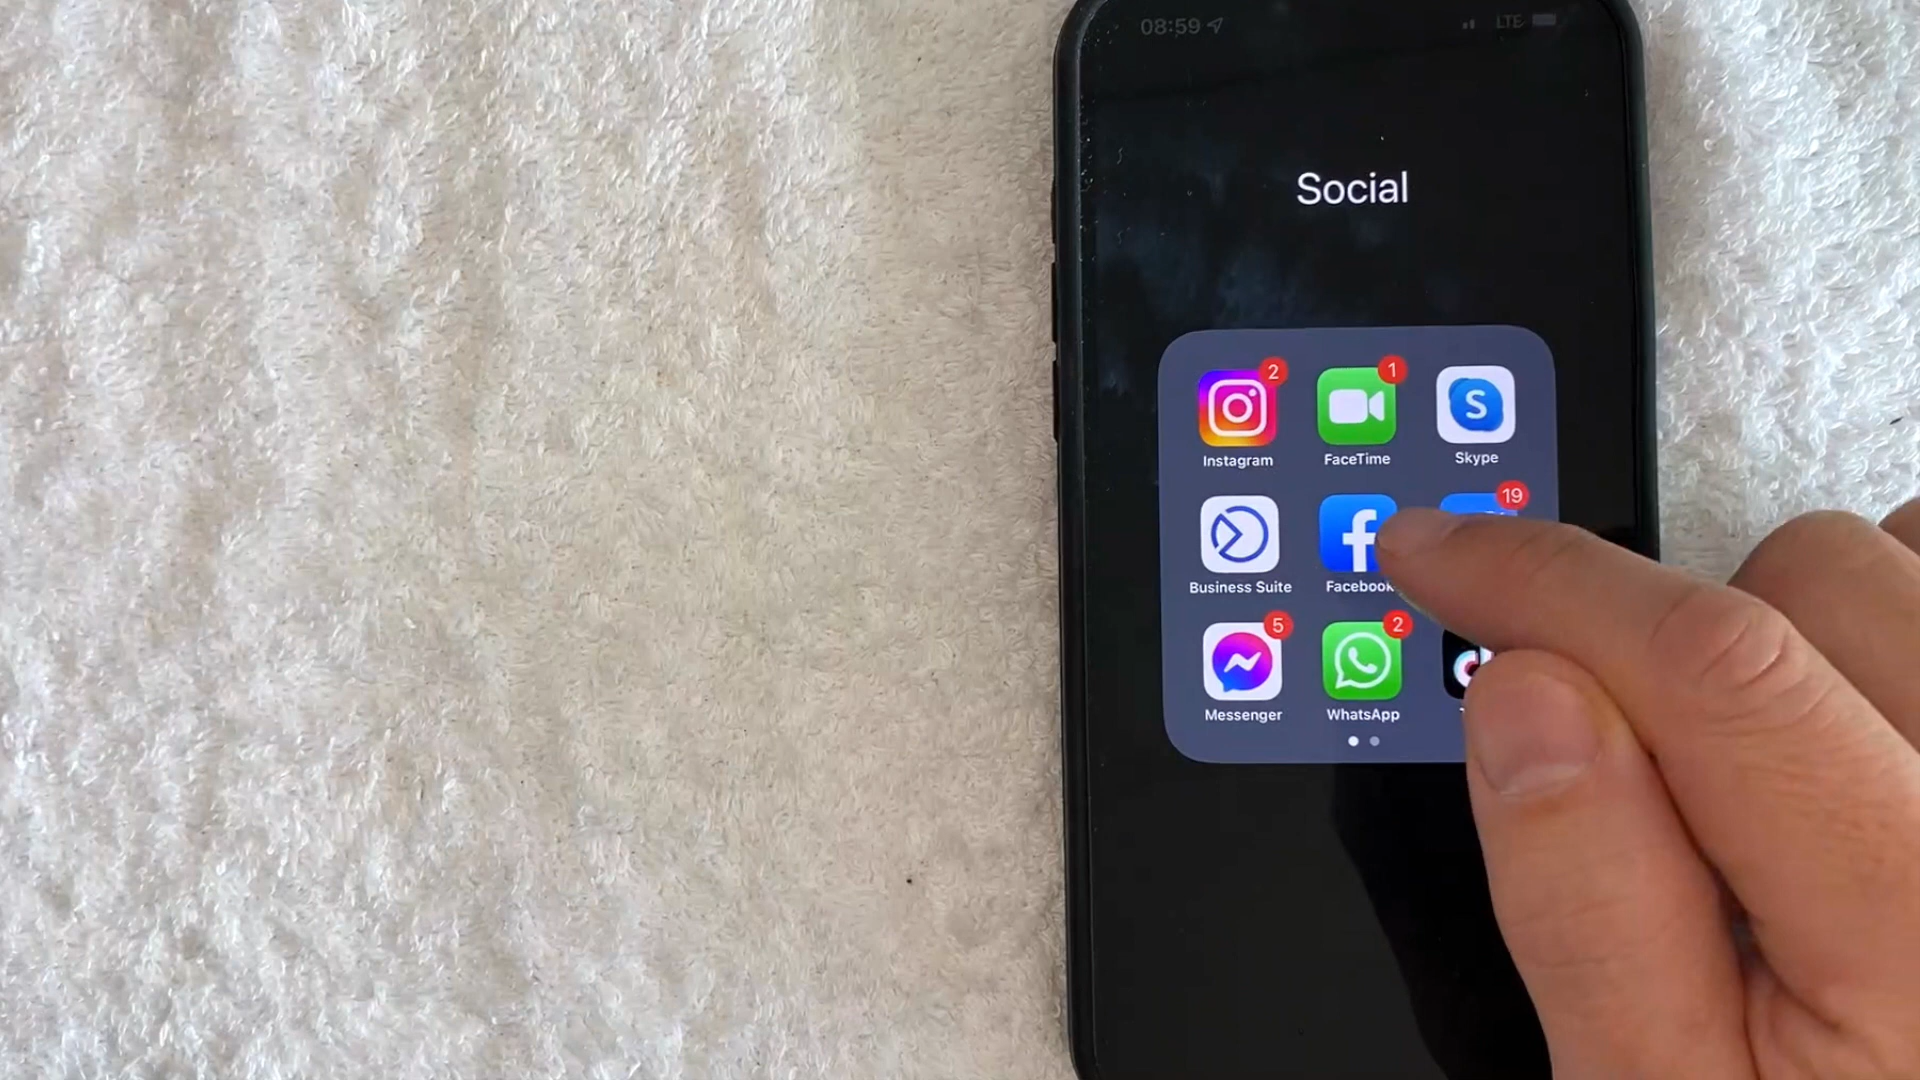 08:59 LTE
Social
2 1
Instagram FaceTime Skype
19
Business Suite Facebook
5 2
Messenger WhatsApp